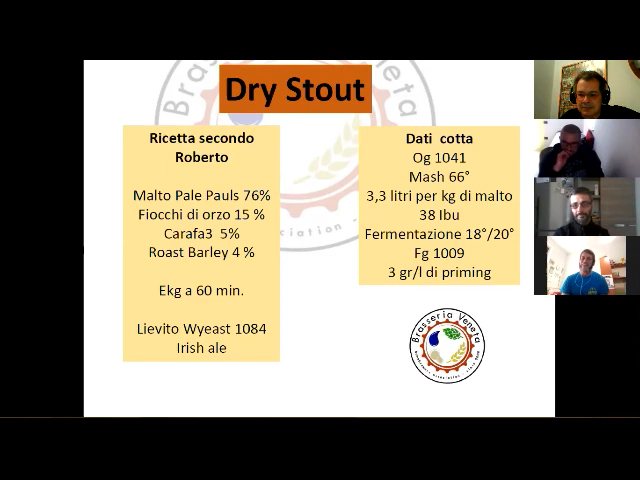 Dry Stout
Ricetta secondo
Roberto
Malto Pale Pauls 76%
Fiocchi di orzo 15 %
Carafa3 5%
Roast Barley 4 %
Ekg a 60 min.
Lievito Wyeast 1084
Irish ale
Dati cotta
Og 1041
Mash 66°
3,3 litri per kg di malto
38 Ibu
Fermentazione 18°/20°
Fg 1009
3 gr/l di priming
Brasseria Veneta